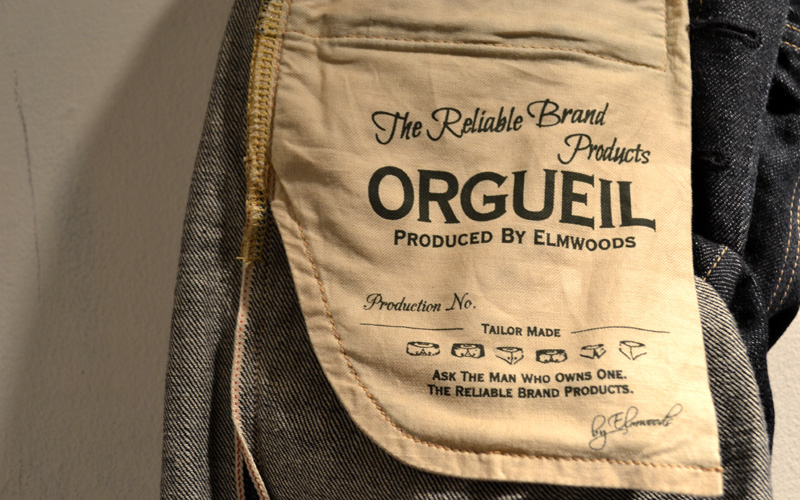 The Reliable Brand
Products
ORGUEIL
PRODUCED BY ELMWOODS
Production No.
TAILOR MADE
ASK THE MAN WHO OWNS ONE.
THE RELIABLE BRAND PRODUCTS.
by Elmwoods